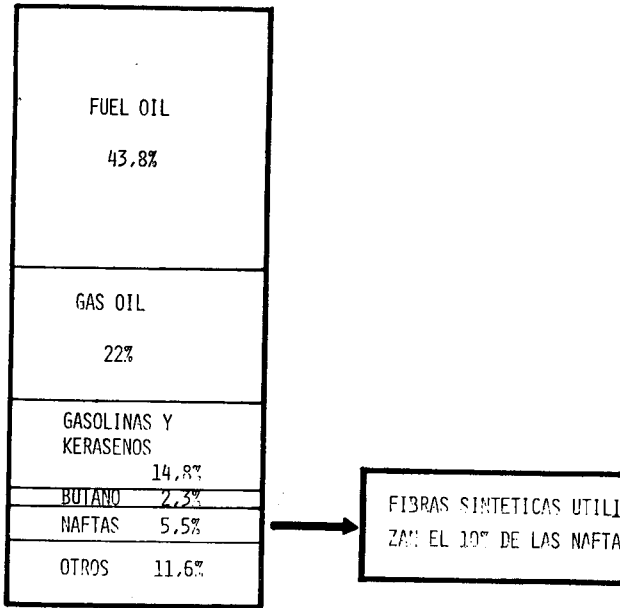 FUEL OIL
43,8%
GAS OIL
22%
GASOLINAS Y
KERASENOS
14,8%
BUTANO 2,3%
NAFTAS 5,5%
OTROS 11,6%
FIBRAS SINTETICAS UTILI
ZAN EL 10% DE LAS NAFTA